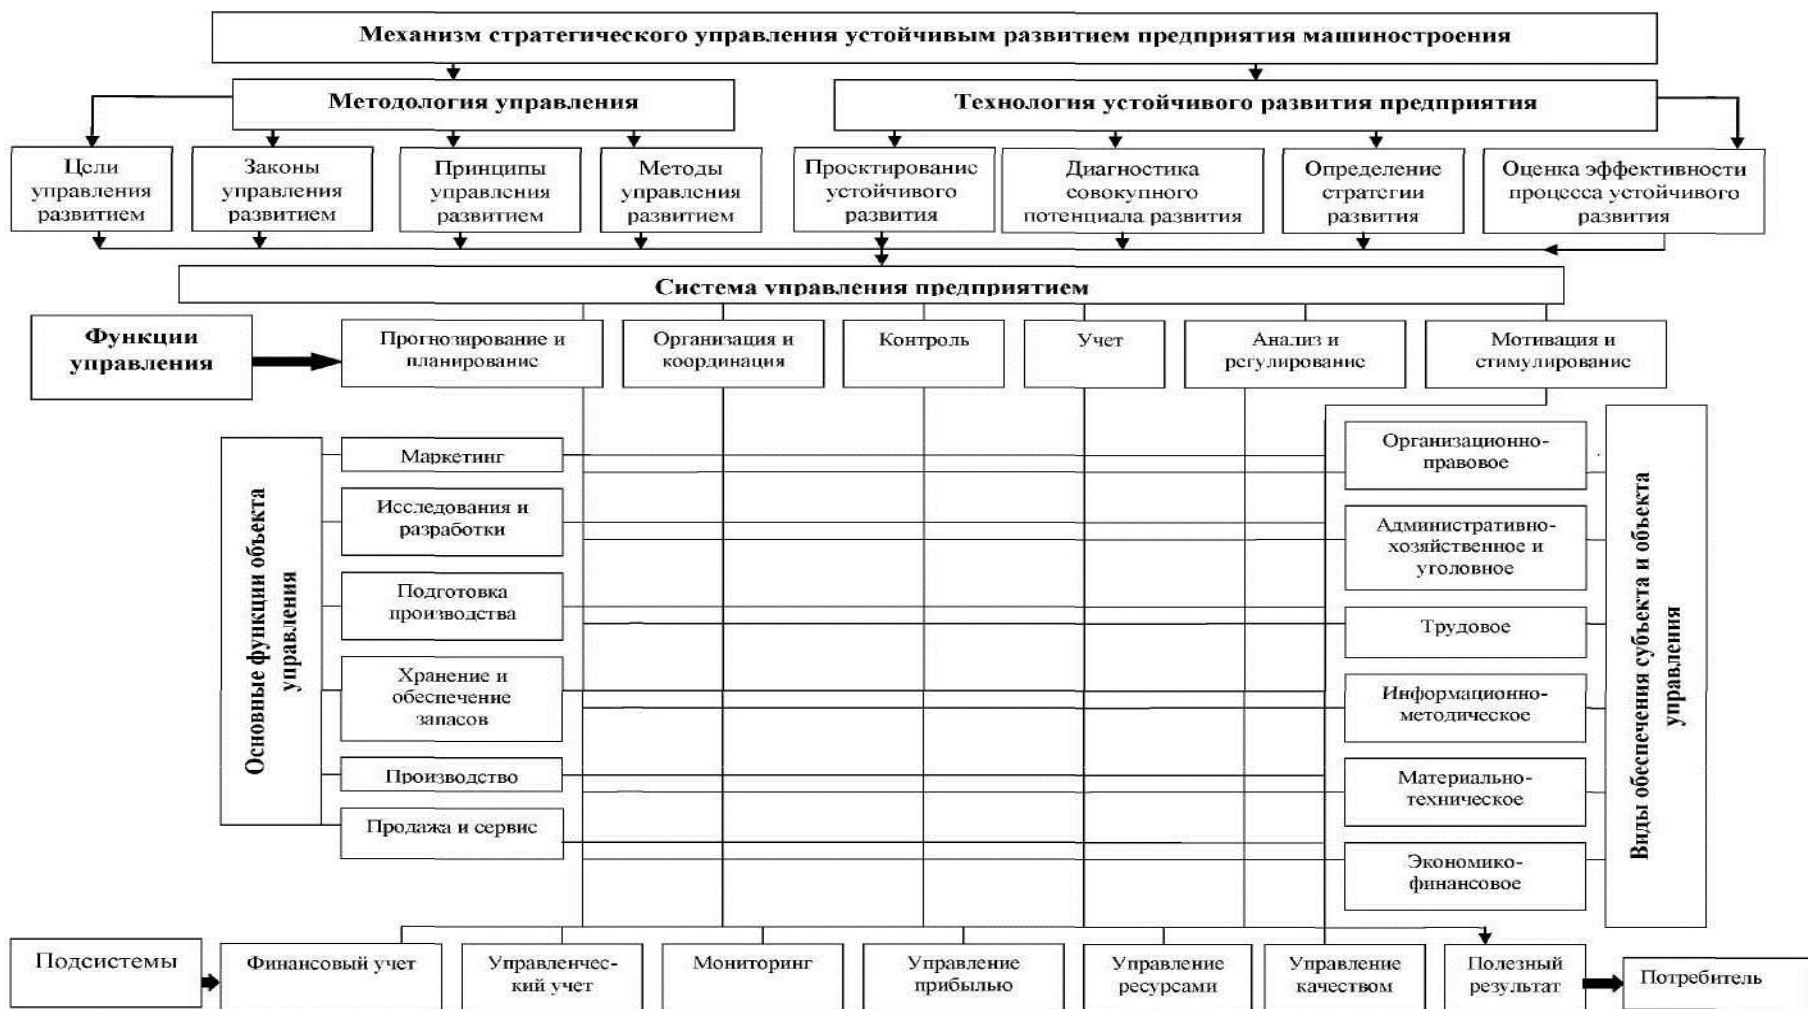 Механизм стратегического управления устойчивым развитием предприятия машиностроения
Методология управления
Технология устойчивого развития предприятия
Цели
управления
развитием
Законы
управления
развитием
Принципы
управления
развитием
Методы
управления
развитием
Проектирование
устойчивого
развития
Диагностика
совокупного
потенциала развития
Определение
стратегии
развития
Оценка эффективности
процесса устойчивого
развития
Система управления предприятием
Функции
управления
Прогнозирование и
планирование
Организация и
координация
Контроль
Учет
Анализ и
регулирование
Мотивация и
стимулирование
Основные функции объекта
управления
Маркетинг
Исследования и
разработки
Подготовка
производства
Хранение и
обеспечение
запасов
Производство
Продажа и сервис
Организационно-
правовое
Административно-
хозяйственное и
уголовное
Трудовое
Информационно-
методическое
Материально-
техническое
Экономико-
финансовое
Виды обеспечения субъекта и объекта
управления
Подсистемы
Финансовый учет
Управленчес-
кий учет
Мониторинг
Управление
прибылью
Управление
ресурсами
Управление
качеством
Полезный
результат
Потребитель